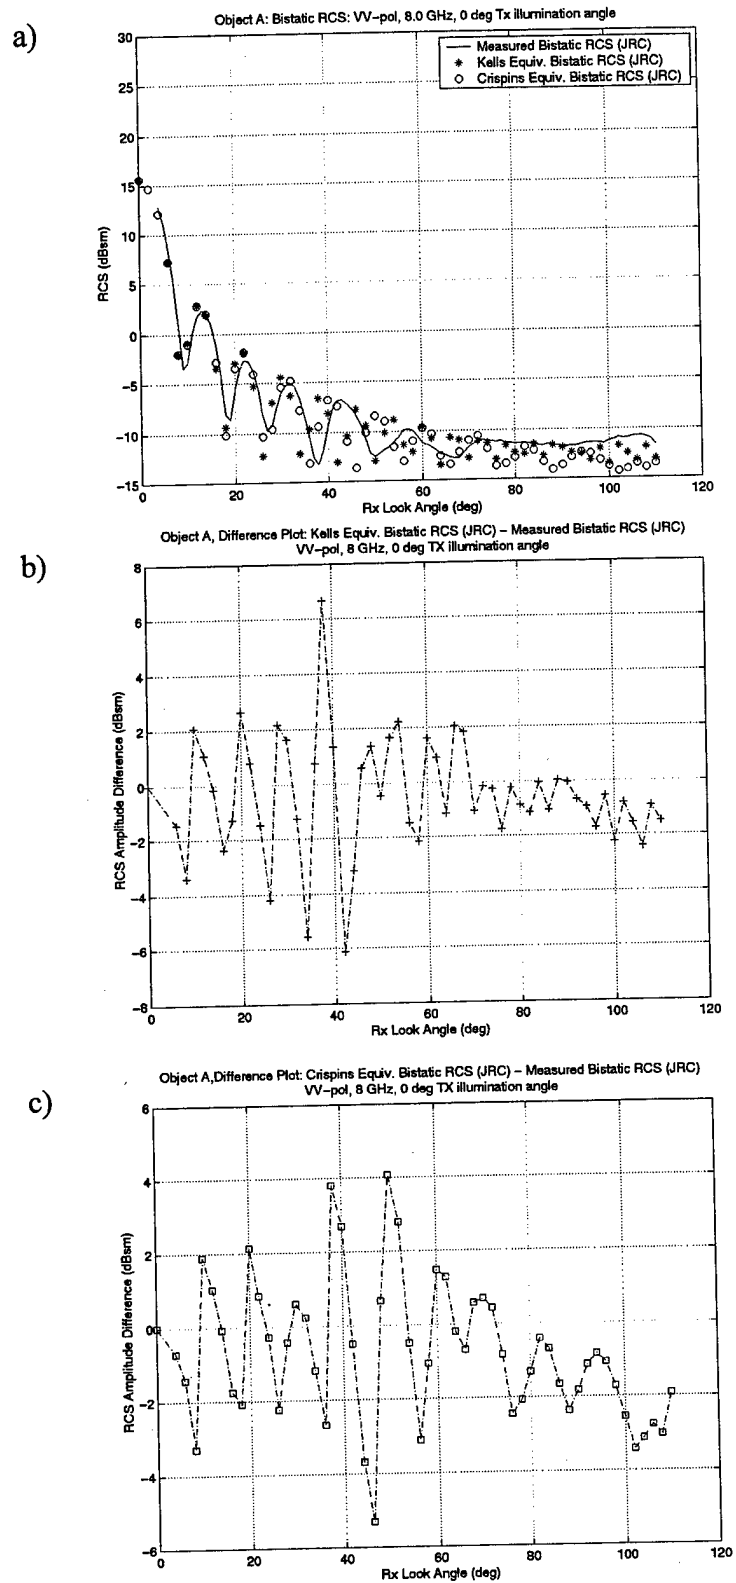 a)
Object A: Bistatic RCS: VV-pol, 8.0 GHz, 0 deg Tx illumination angle
30
25
20
15
10
5
0
-5
-10
-15
RCS (dBsm)
Measured Bistatic RCS (JRC)
Kells Equiv. Bistatic RCS (JRC)
Crispins Equiv. Bistatic RCS (JRC)
0 20 40 60 80 100 120
Rx Look Angle (deg)
b)
Object A, Difference Plot: Kells Equiv. Bistatic RCS (JRC) - Measured Bistatic RCS (JRC)
VV-pol, 8 GHz, 0 deg TX illumination angle
8
6
4
2
0
-2
-4
-6
-8
RCS Amplitude Difference (dBsm)
0 20 40 60 80 100 120
Rx Look Angle (deg)
c)
Object A,Difference Plot: Crispins Equiv. Bistatic RCS (JRC) - Measured Bistatic RCS (JRC)
VV-pol, 8 GHz, 0 deg TX illumination angle
6
4
2
0
-2
-4
-6
RCS Amplitude Difference (dBsm)
0 20 40 60 80 100 120
Rx Look Angle (deg)